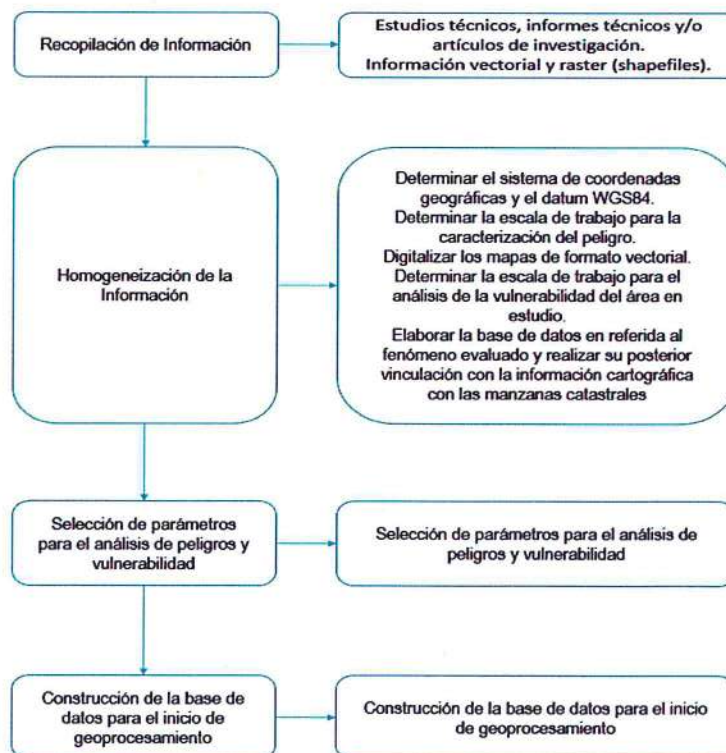 Recopilación de Información
Estudios técnicos, informes técnicos y/o
artículos de investigación.
Información vectorial y raster (shapefiles).
Homogeneización de la
Información
Determinar el sistema de coordenadas
geográficas y el datum WGS84.
Determinar la escala de trabajo para la
caracterización del peligro.
Digitalizar los mapas de formato vectorial.
Determinar la escala de trabajo para el
análisis de la vulnerabilidad del área en
estudio.
Elaborar la base de datos en referida al
fenómeno evaluado y realizar su posterior
vinculación con la información cartográfica
con las manzanas catastrales
Selección de parámetros
para el análisis de peligros y
vulnerabilidad
Selección de parámetros para el análisis de
peligros y vulnerabilidad
Construcción de la base de
datos para el inicio de
geoprocesamiento
Construcción de la base de datos para el inicio
de geoprocesamiento